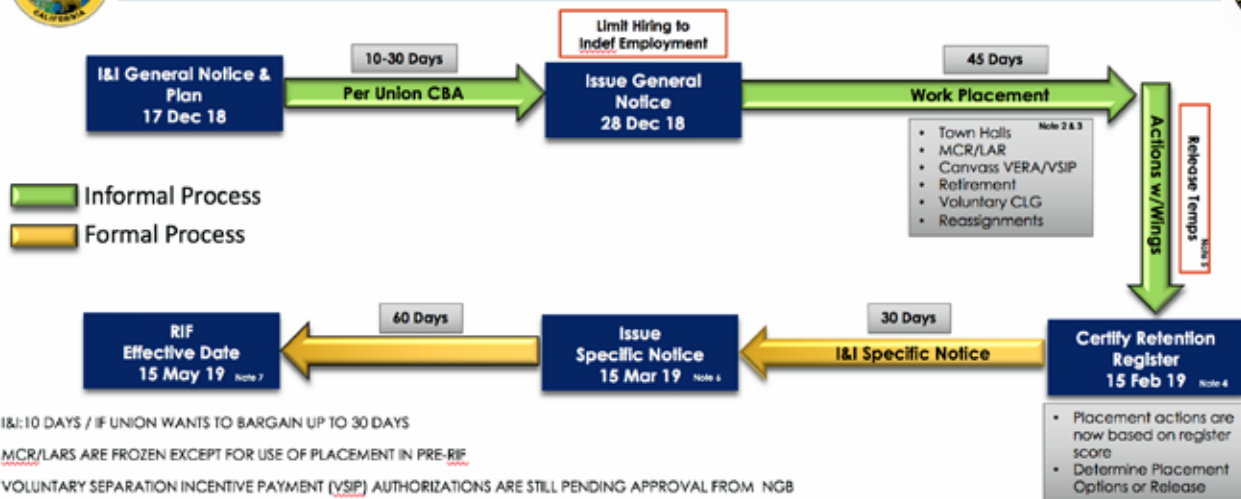 CALIFORNIA
Limit Hiring to
Indef Employment
I&I General Notice &
Plan
17 Dec 18
10-30 Days
Per Union CBA
Issue General
Notice
28 Dec 18
45 Days
Work Placement
Note 2 & 3
• Town Halls
• MCR/LAR
• Canvass VERA/VSIP
• Retirement
• Voluntary CLG
• Reassignments
Actions w/Wings
Release Temps
Note 5
Informal Process
Formal Process
RIF
Effective Date
15 May 19 Note 7
60 Days
Issue
Specific Notice
15 Mar 19 Note 6
30 Days
I&I Specific Notice
Certify Retention
Register
15 Feb 19 Note 4
• Placement actions are
now based on register
score
• Determine Placement
Options or Release
I&I:10 DAYS / IF UNION WANTS TO BARGAIN UP TO 30 DAYS
MCR/LARS ARE FROZEN EXCEPT FOR USE OF PLACEMENT IN PRE-RIF
VOLUNTARY SEPARATION INCENTIVE PAYMENT (VSIP) AUTHORIZATIONS ARE STILL PENDING APPROVAL FROM NGB